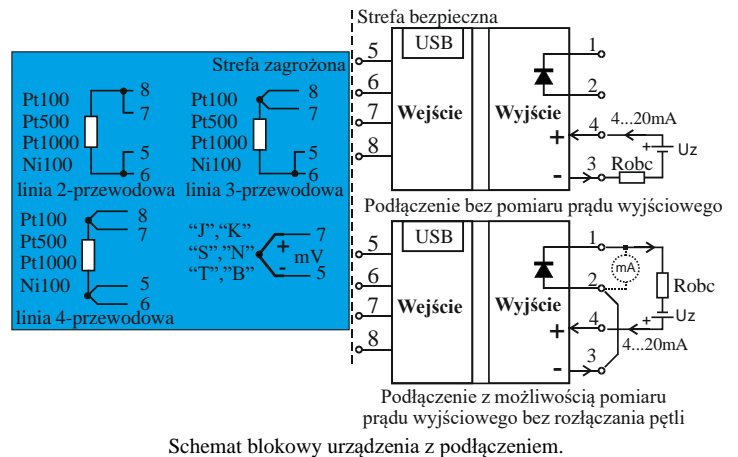 Strefa bezpieczna
Strefa zagrożona
Pt100
Pt500
Pt1000
Ni100
8
7
5
6
linia 2-przewodowa
Pt100
Pt500
Pt1000
Ni100
8
7
5
6
linia 3-przewodowa
Pt100
Pt500
Pt1000
Ni100
8
7
5
6
linia 4-przewodowa
“J”,“K”
“S”,”N”
“T”,”B”
+
-
mV
7
5
5
6
7
8
USB
Wejście
Wyjście
+
-
1
2
4
3
4...20mA
+
Uz
Robc
Podłączenie bez pomiaru prądu wyjściowego
5
6
7
8
USB
Wejście
Wyjście
+
-
1
2
4
3
mA
Robc
+
Uz
4...20mA
Podłączenie z możliwością pomiaru
prądu wyjściowego bez rozłączania pętli
Schemat blokowy urządzenia z podłączeniem.